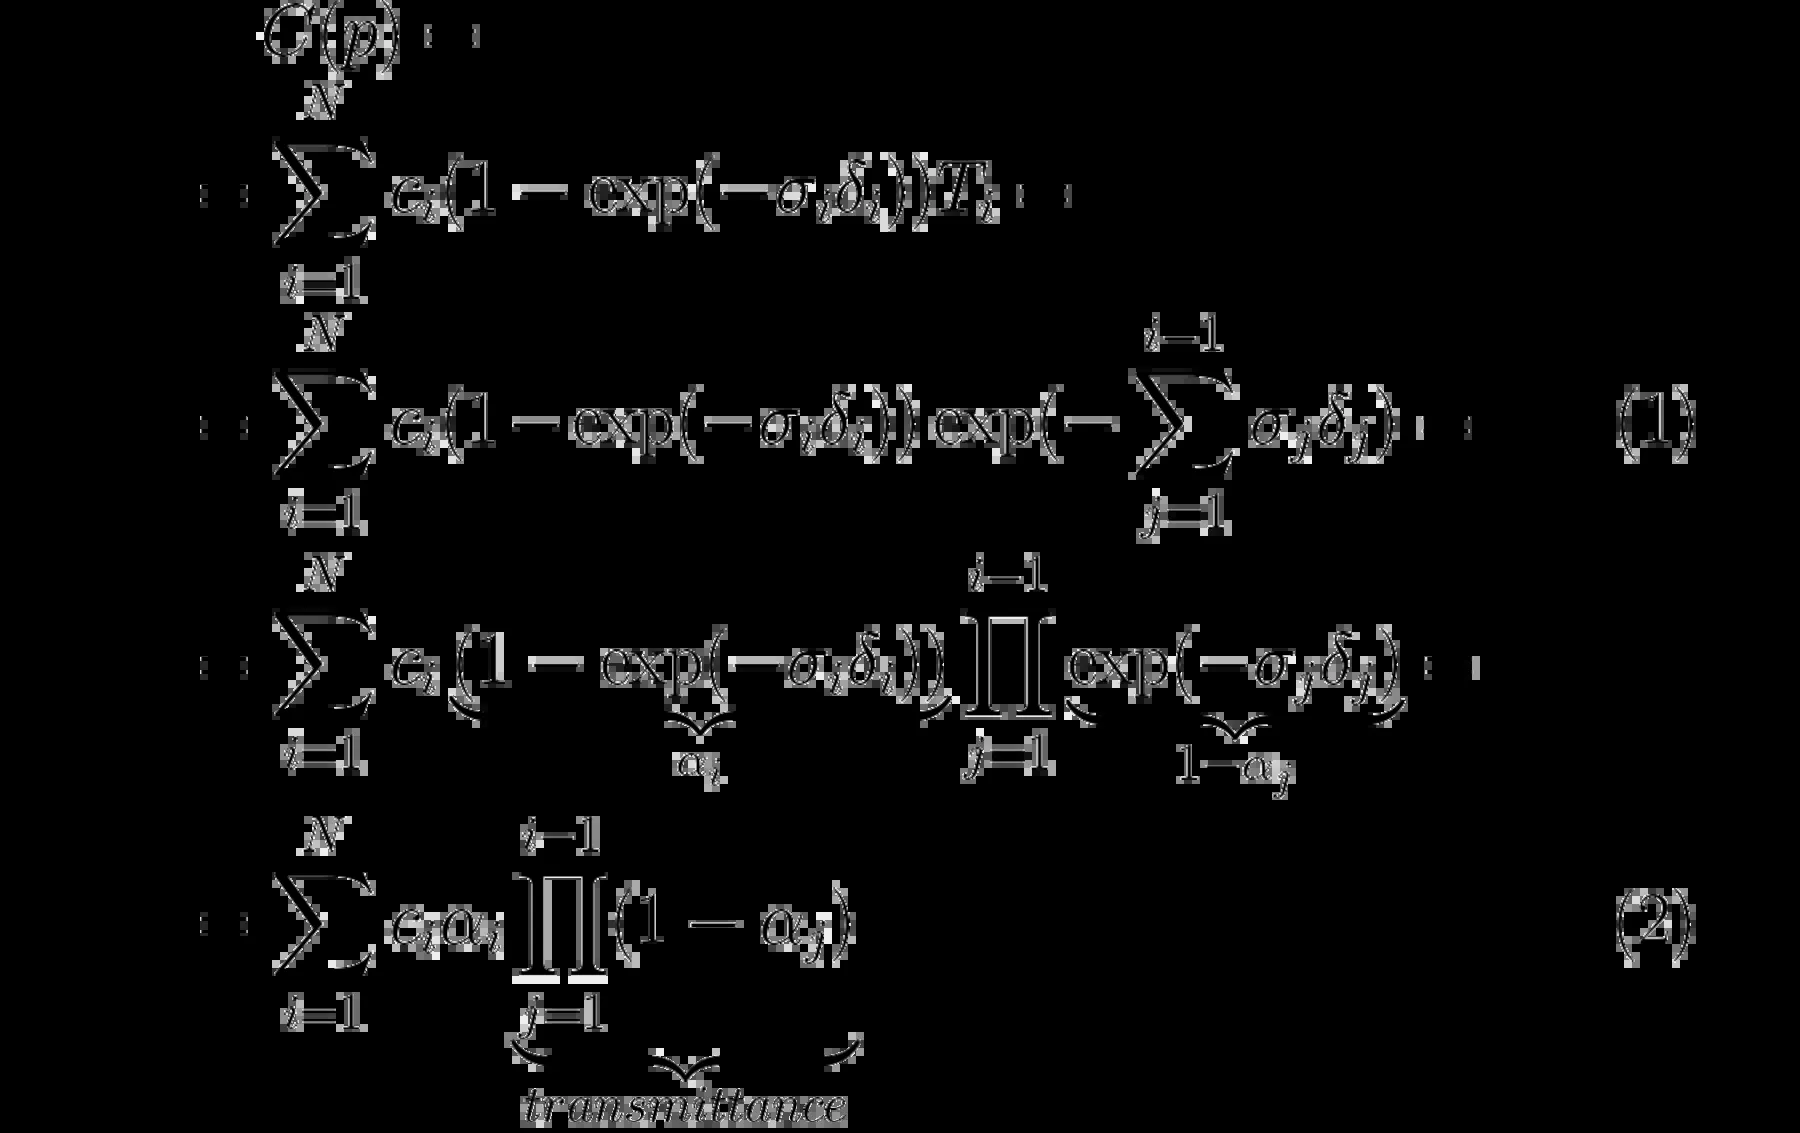 C(p) =
= \sum_{i=1}^{N} c_i(1 - \exp(-\sigma_i\delta_i))T_i =
= \sum_{i=1}^{N} c_i(1 - \exp(-\sigma_i\delta_i)) \exp(-\sum_{j=1}^{i-1} \sigma_j\delta_j) = (1)
= \sum_{i=1}^{N} c_i \underbrace{(1 - \exp(-\sigma_i\delta_i))}_{\alpha_i} \prod_{j=1}^{i-1} \underbrace{\exp(-\sigma_j\delta_j)}_{1-\alpha_j} =
= \sum_{i=1}^{N} c_i\alpha_i \underbrace{\prod_{j=1}^{i-1} (1 - \alpha_j)}_{transmittance} (2)